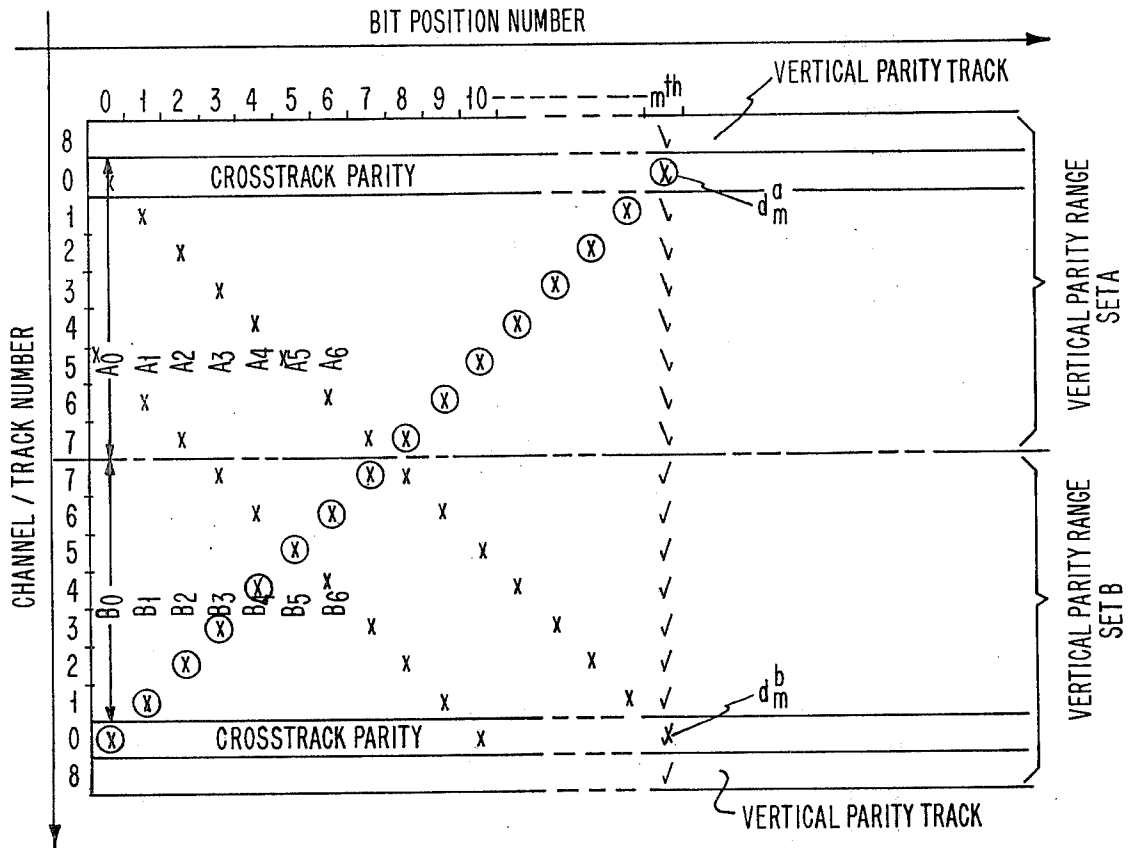 BIT POSITION NUMBER
VERTICAL PARITY TRACK
0 1 2 3 4 5 6 7 8 9 10 mth
8
0 X CROSSTRACK PARITY X
dam
1 X X
2 X X
3 X X
4 X X
5 X A0 A1 A2 A3 A4 X A5 A6 X
6 X X X
7 X X X
7 X X X
6 X X X
5 X X
4 X X X
B0 B1 B2 B3 B4 B5 B6
3 X X X
2 X X X
1 X X X
dbm
0 X CROSSTRACK PARITY X X
8
VERTICAL PARITY TRACK
CHANNEL / TRACK NUMBER
VERTICAL PARITY RANGE
SET A
VERTICAL PARITY RANGE
SET B